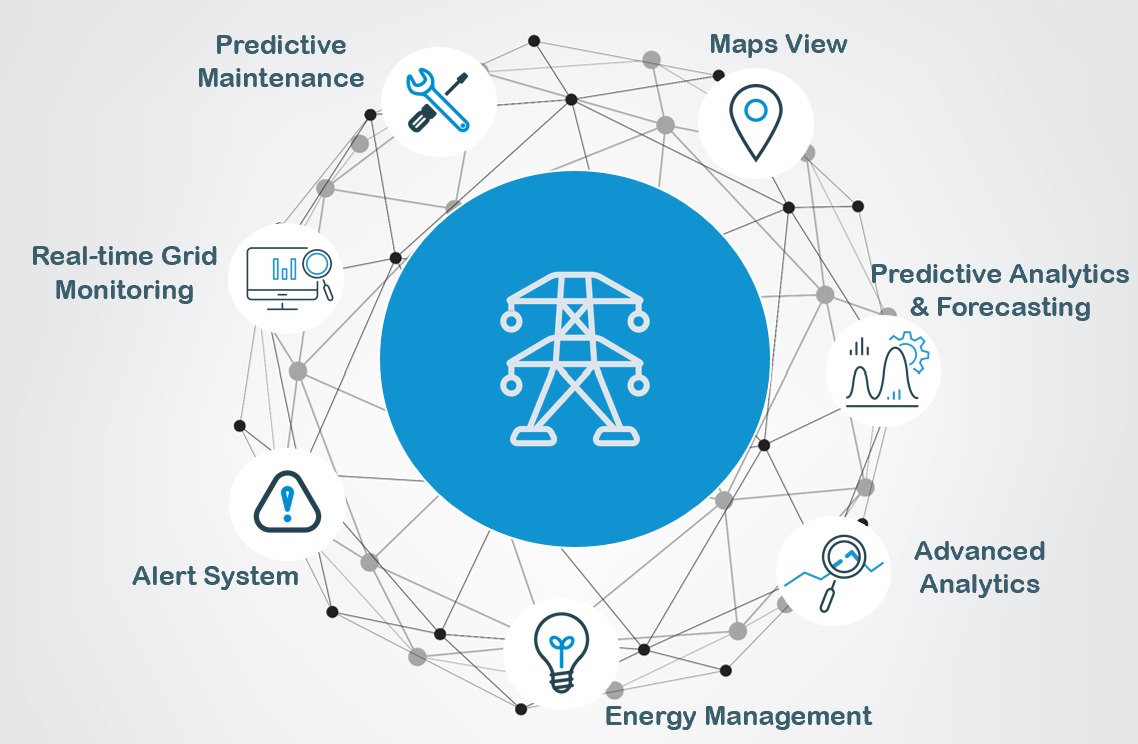 Predictive
Maintenance
Maps View
Real-time Grid
Monitoring
Predictive Analytics
& Forecasting
Alert System
Advanced
Analytics
Energy Management